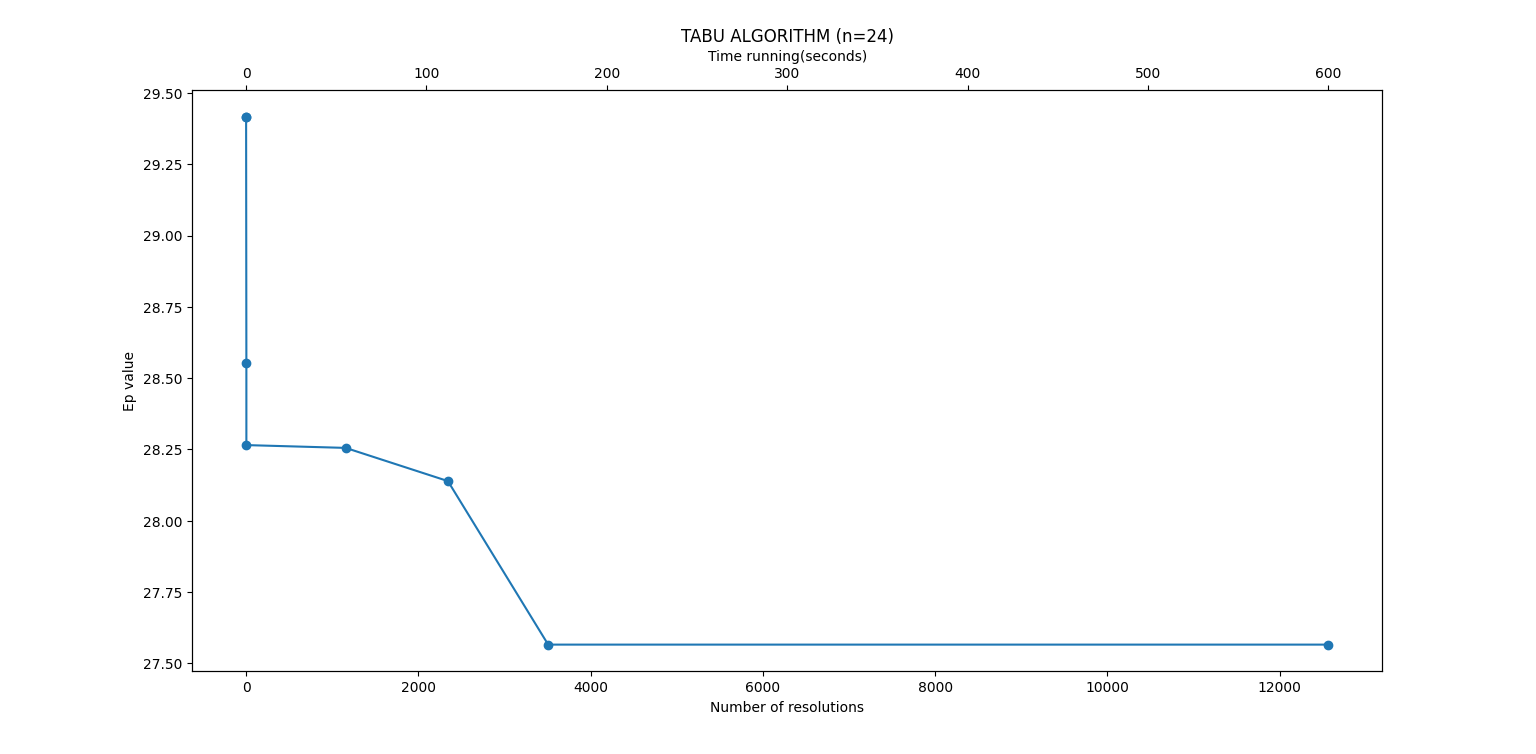 TABU ALGORITHM (n=24)
Time running(seconds)
0 100 200 300 400 500 600
29.50
29.25
29.00
28.75
28.50
28.25
28.00
27.75
27.50
Ep value
0 2000 4000 6000 8000 10000 12000
Number of resolutions